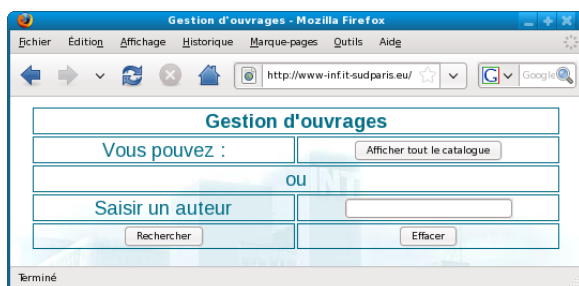 Gestion d'ouvrages - Mozilla Firefox
Fichier Édition Affichage Historique Marque-pages Outils Aide
http://www-inf.it-sudparis.eu/ Google
Gestion d'ouvrages
Vous pouvez : Afficher tout le catalogue
ou
Saisir un auteur
Rechercher Effacer
Terminé